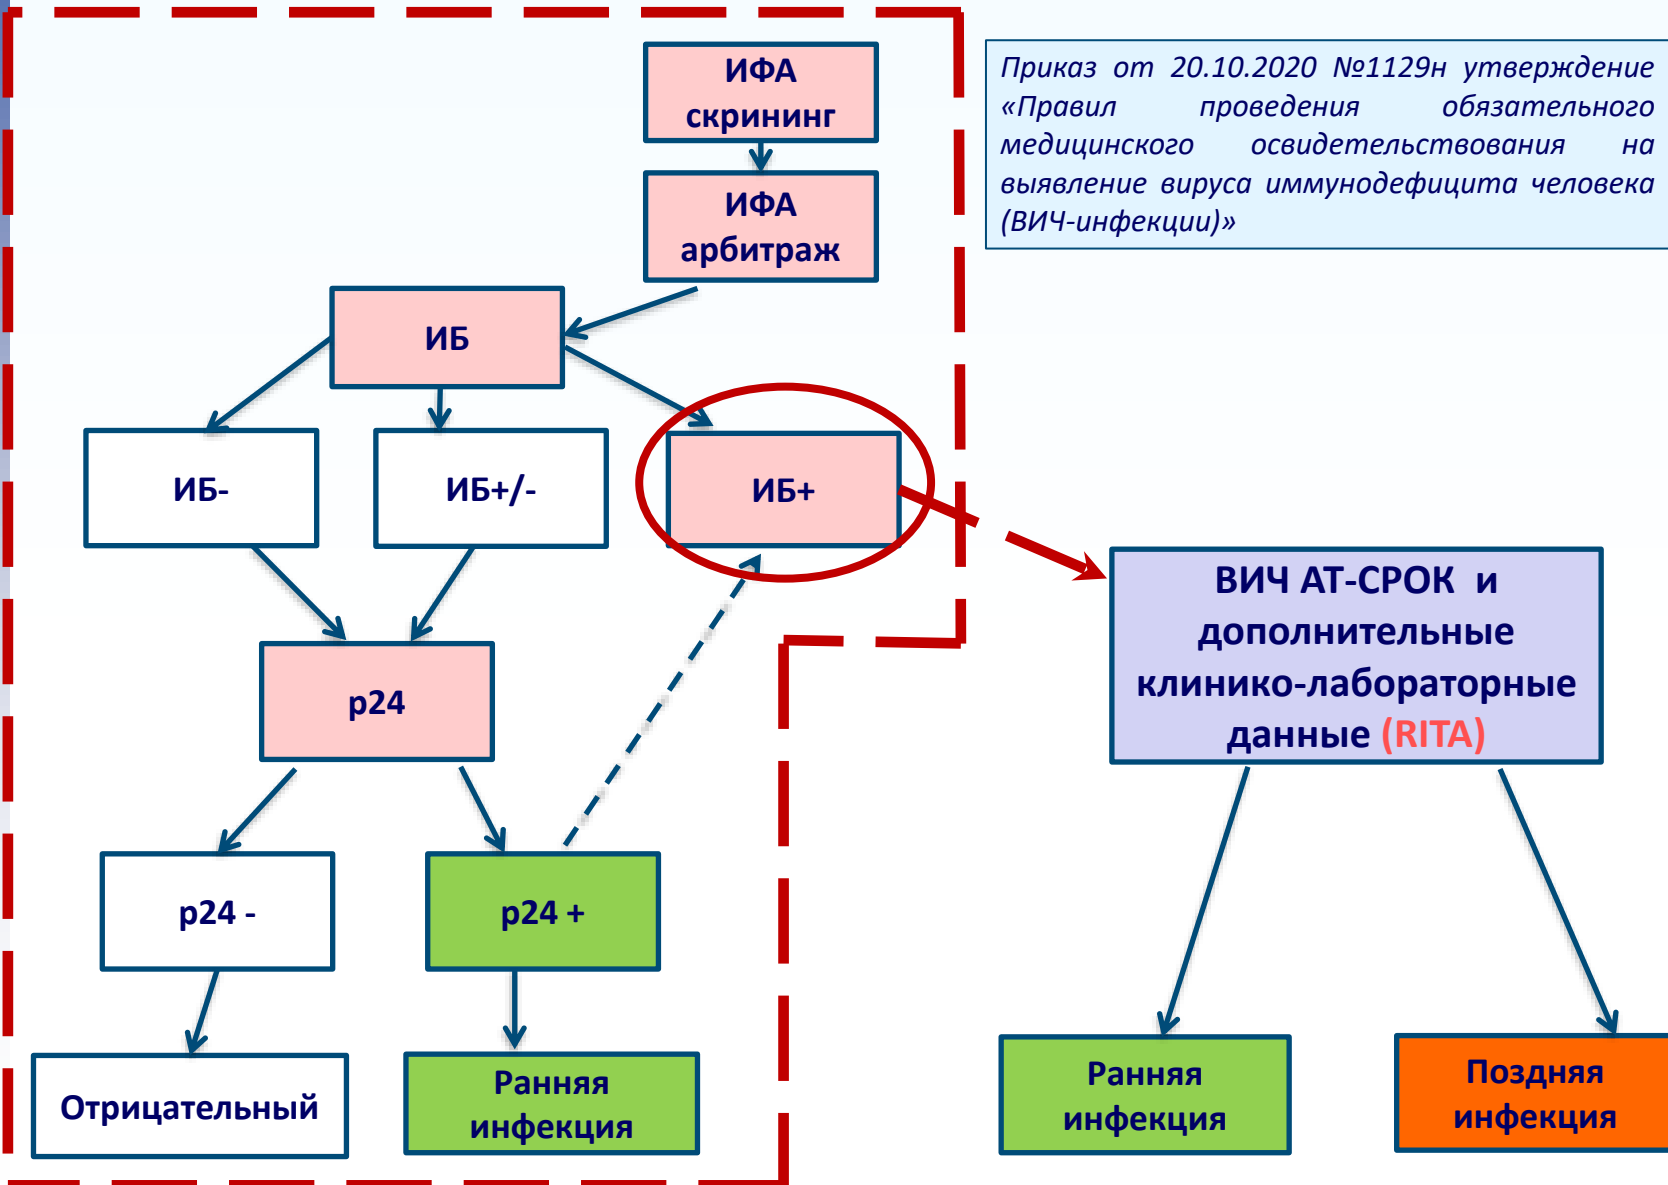 ИФА
скрининг
Приказ от 20.10.2020 №1129н утверждение
«Правил проведения обязательного
медицинского освидетельствования на
выявление вируса иммунодефицита человека
(ВИЧ-инфекции)»
ИФА
арбитраж
ИБ
ИБ-
ИБ+/-
ИБ+
ВИЧ АТ-СРОК и
дополнительные
клинико-лабораторные
данные (RITA)
p24
p24 -
p24 +
Отрицательный
Ранняя
инфекция
Ранняя
инфекция
Поздняя
инфекция